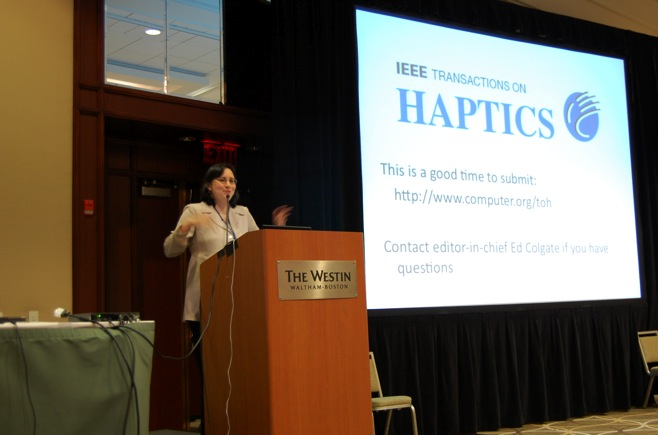 IEEE TRANSACTIONS ON
HAPTICS
This is a good time to submit:
http://www.computer.org/toh
Contact editor-in-chief Ed Colgate if you have
questions
THE WESTIN
WALTHAM-BOSTON